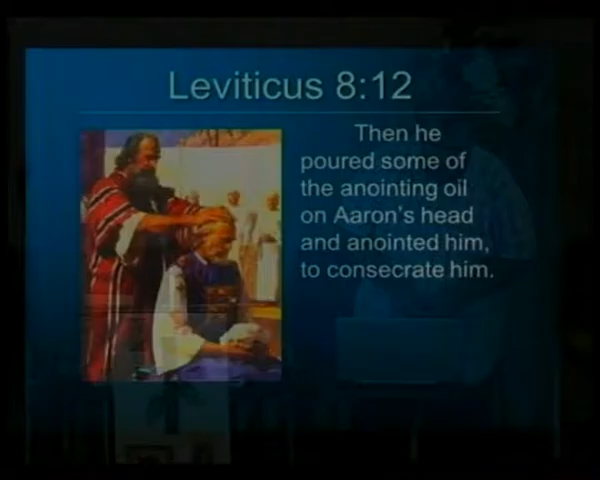 Leviticus 8:12
Then he
poured some of
the anointing oil
on Aaron's head
and anointed him,
to consecrate him.